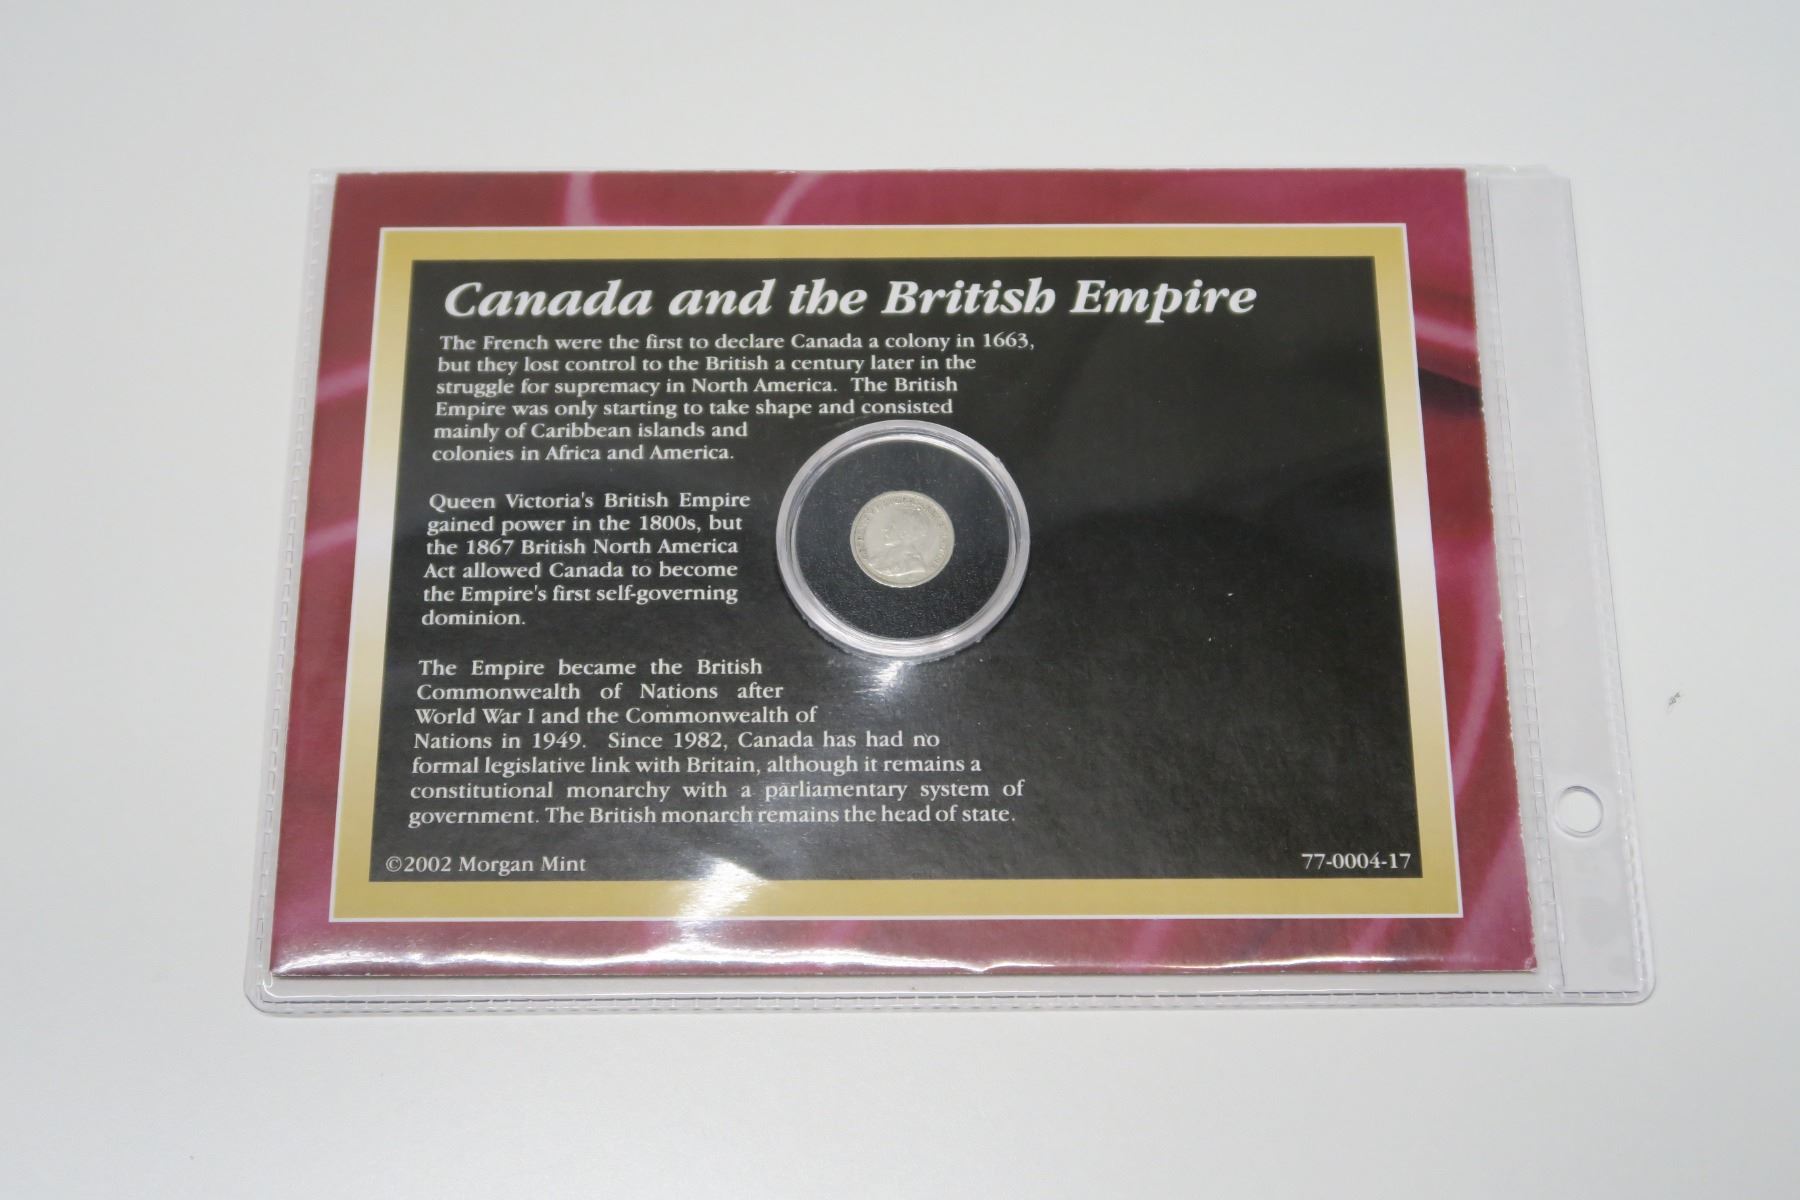 Canada and the British Empire
The French were the first to declare Canada a colony in 1663,
but they lost control to the British a century later in the
struggle for supremacy in North America. The British
Empire was only starting to take shape and consisted
mainly of Caribbean islands and
colonies in Africa and America.
Queen Victoria's British Empire
gained power in the 1800s, but
the 1867 British North America
Act allowed Canada to become
the Empire's first self-governing
dominion.
The Empire became the British
Commonwealth of Nations after
World War I and the Commonwealth of
Nations in 1949. Since 1982, Canada has had no
formal legislative link with Britain, although it remains a
constitutional monarchy with a parliamentary system of
government. The British monarch remains the head of state.
©2002 Morgan Mint
77-0004-17